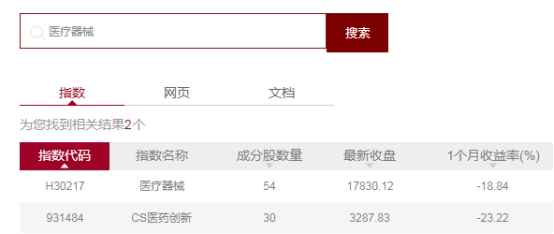 医疗器械 搜索
指数 网页 文档
为您找到相关结果2个
指数代码 指数名称 成分股数量 最新收盘 1个月收益率(%)
H30217 医疗器械 54 17830.12 -18.84
931484 CS医药创新 30 3287.83 -23.22